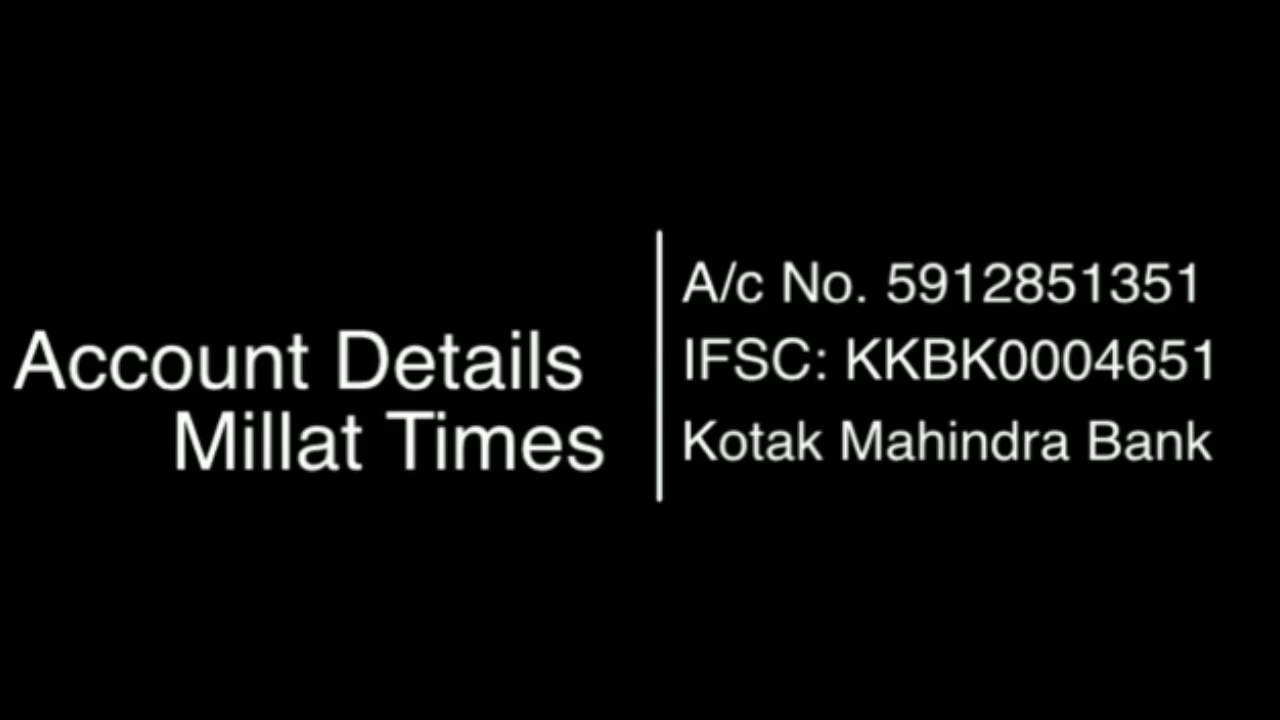 Account Details
Millat Times
A/c No. 5912851351
IFSC: KKBK0004651
Kotak Mahindra Bank